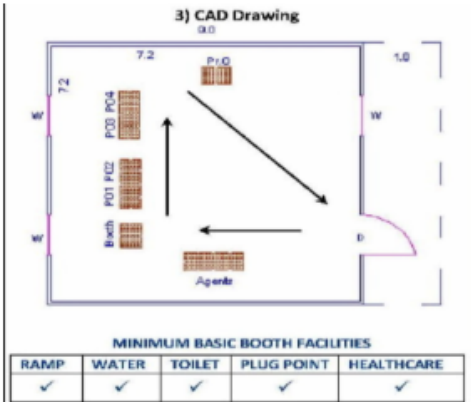 3) CAD Drawing
9.0
7.2
Pr.O
1.8
7.2
W
PO3 PO4
W
PO1 PO2
Booth
W
D
Agents
MINIMUM BASIC BOOTH FACILITIES
RAMP WATER TOILET PLUG POINT HEALTHCARE
✓ ✓ ✓ ✓ ✓